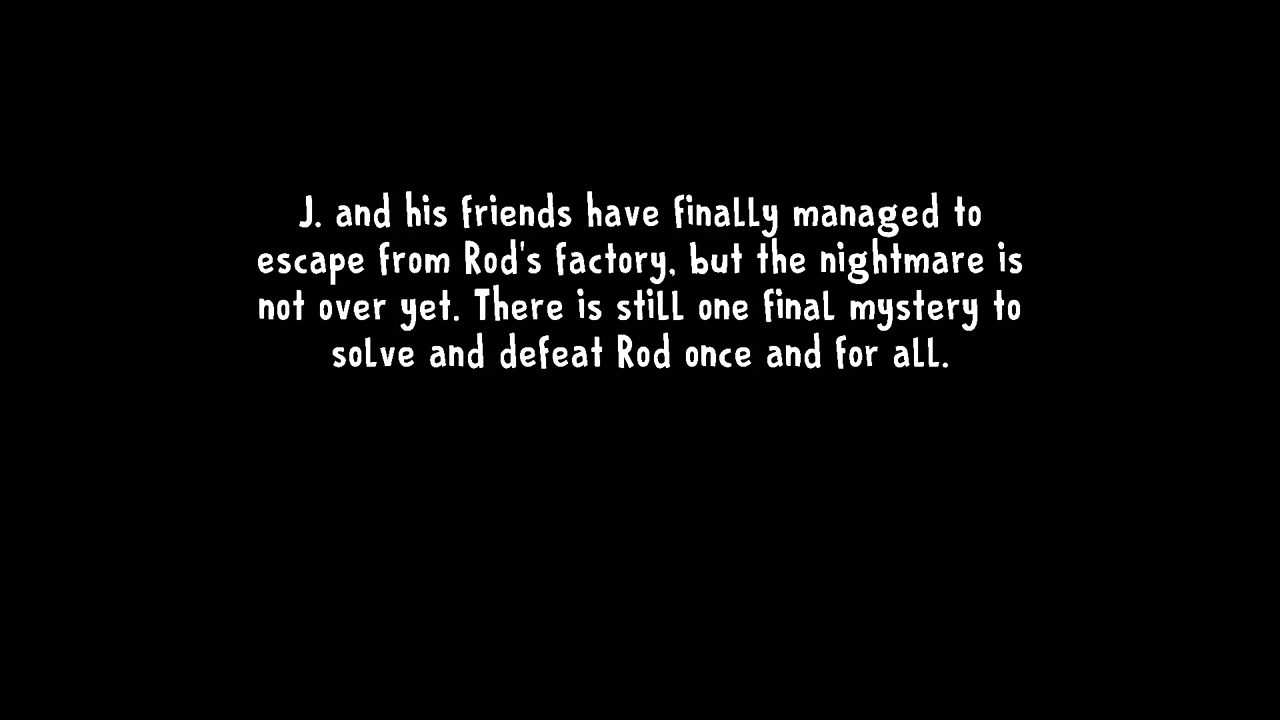 J. and his friends have finally managed to
escape from Rod's factory, but the nightmare is
not over yet. There is still one final mystery to
solve and defeat Rod once and for all.